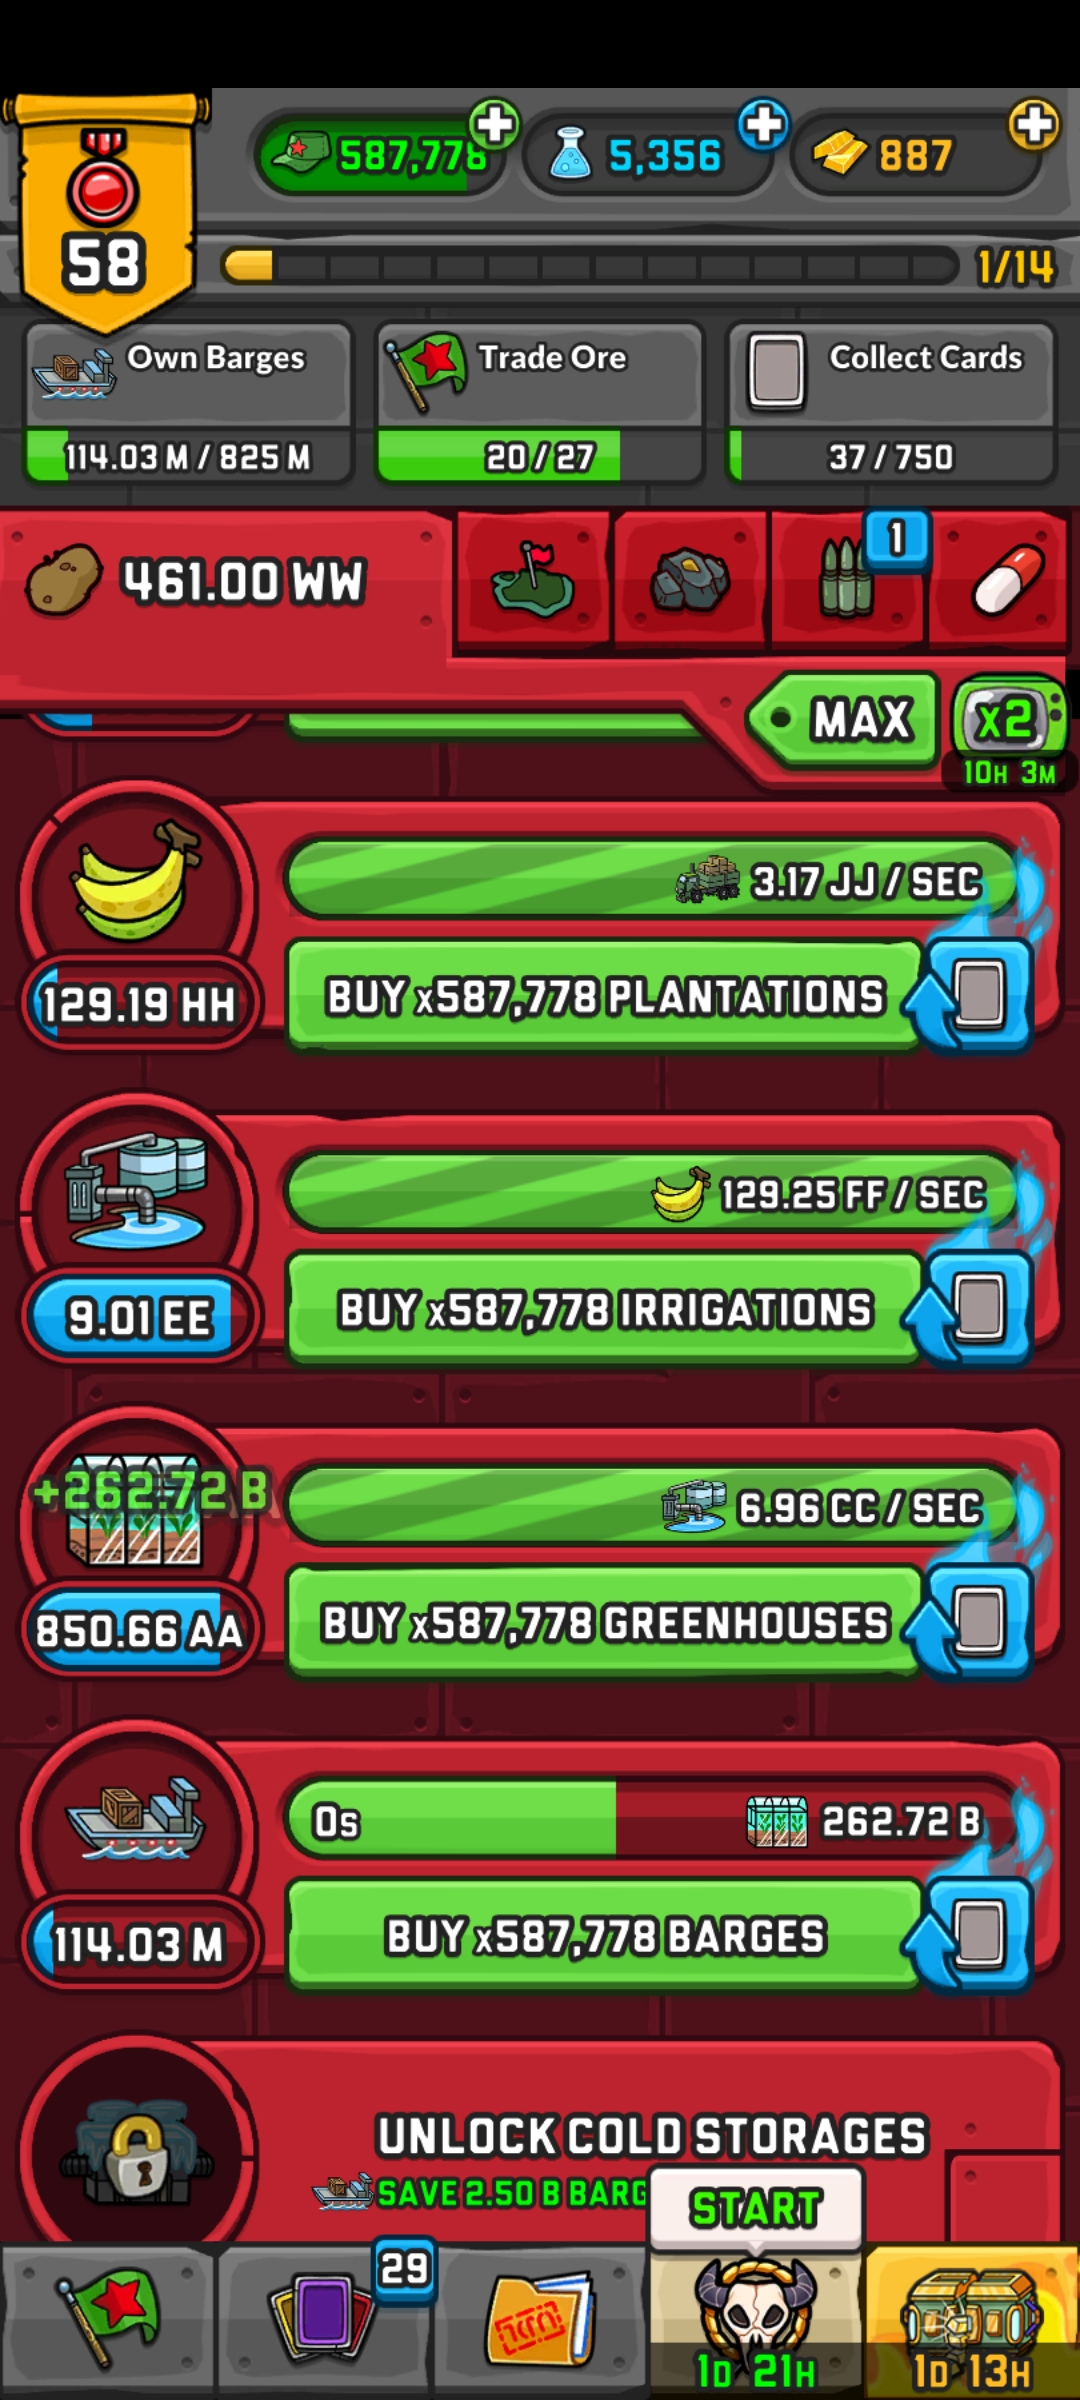 587,778
5,356
887
58
1/14
Own Barges
Trade Ore
Collect Cards
114.03 M / 825 M
20 / 27
37 / 750
461.00 WW
1
MAX
x2
10H 3M
3.17 JJ / SEC
129.19 HH
BUY x587,778 PLANTATIONS
129.25 FF / SEC
9.01 EE
BUY x587,778 IRRIGATIONS
+262.72 B
6.96 CC / SEC
850.66 AA
BUY x587,778 GREENHOUSES
0s
262.72 B
114.03 M
BUY x587,778 BARGES
UNLOCK COLD STORAGES
SAVE 2.50 B BARG
START
29
1D 21H
1D 13H